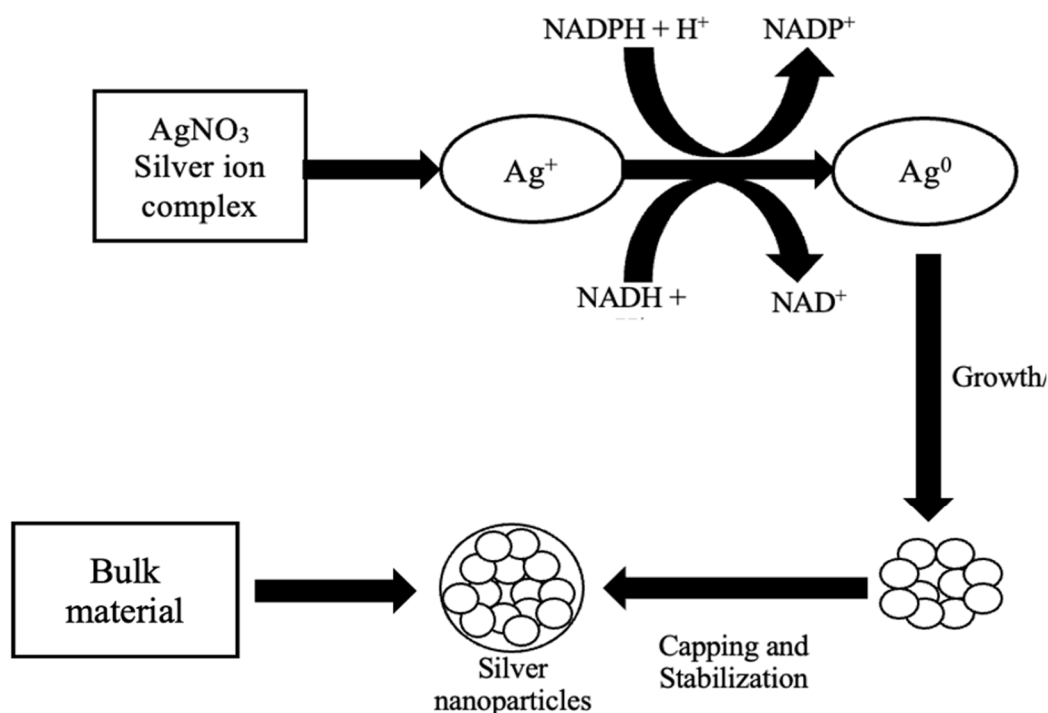 NADPH + H⁺
NADP⁺
AgNO₃
Silver ion
complex
Ag⁺
Ag⁰
NADH +
NAD⁺
Growth/
Bulk
material
Silver
nanoparticles
Capping and
Stabilization